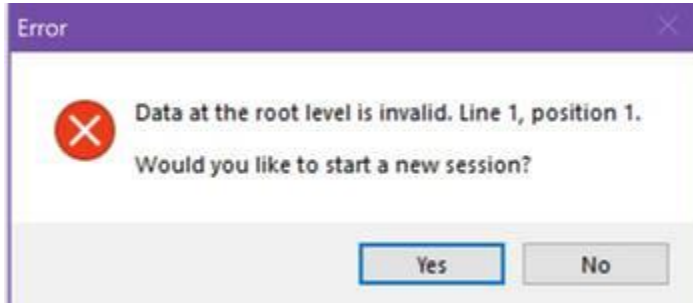 Error
Data at the root level is invalid. Line 1, position 1.
Would you like to start a new session?
Yes
No